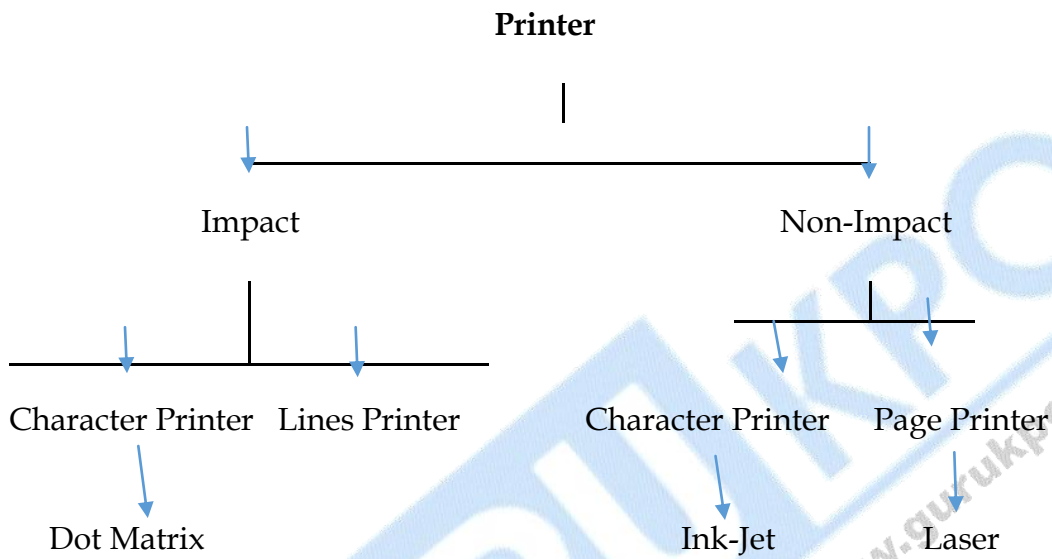 Printer
Impact Non-Impact
Character Printer Lines Printer Character Printer Page Printer
Dot Matrix Ink-Jet Laser